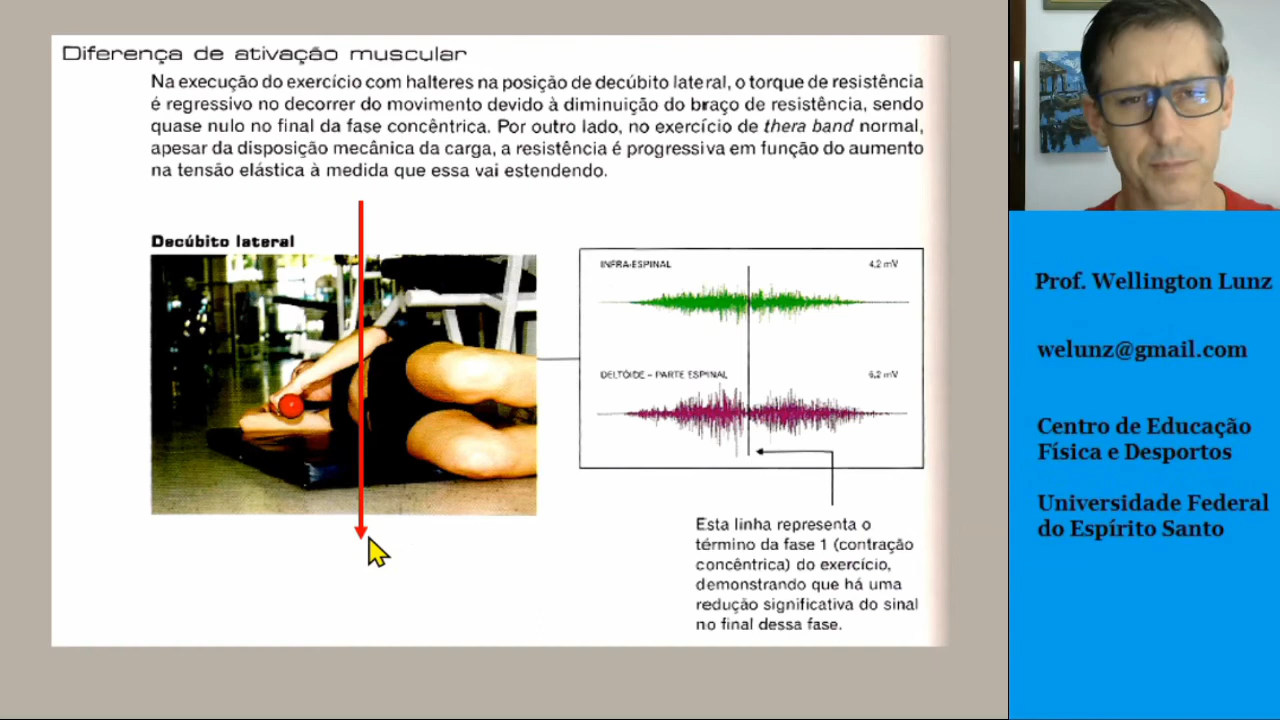 Diferença de ativação muscular
Na execução do exercício com halteres na posição de decúbito lateral, o torque de resistência
é regressivo no decorrer do movimento devido à diminuição do braço de resistência, sendo
quase nulo no final da fase concêntrica. Por outro lado, no exercício de thera band normal,
apesar da disposição mecânica da carga, a resistência é progressiva em função do aumento
na tensão elástica à medida que essa vai estendendo.
Decúbito lateral
INFRA-ESPINAL 4,2 mV
DELTÓIDE – PARTE ESPINAL 6,2 mV
Esta linha representa o
término da fase 1 (contração
concêntrica) do exercício,
demonstrando que há uma
redução significativa do sinal
no final dessa fase.
Prof. Wellington Lunz
welunz@gmail.com
Centro de Educação
Física e Desportos
Universidade Federal
do Espírito Santo